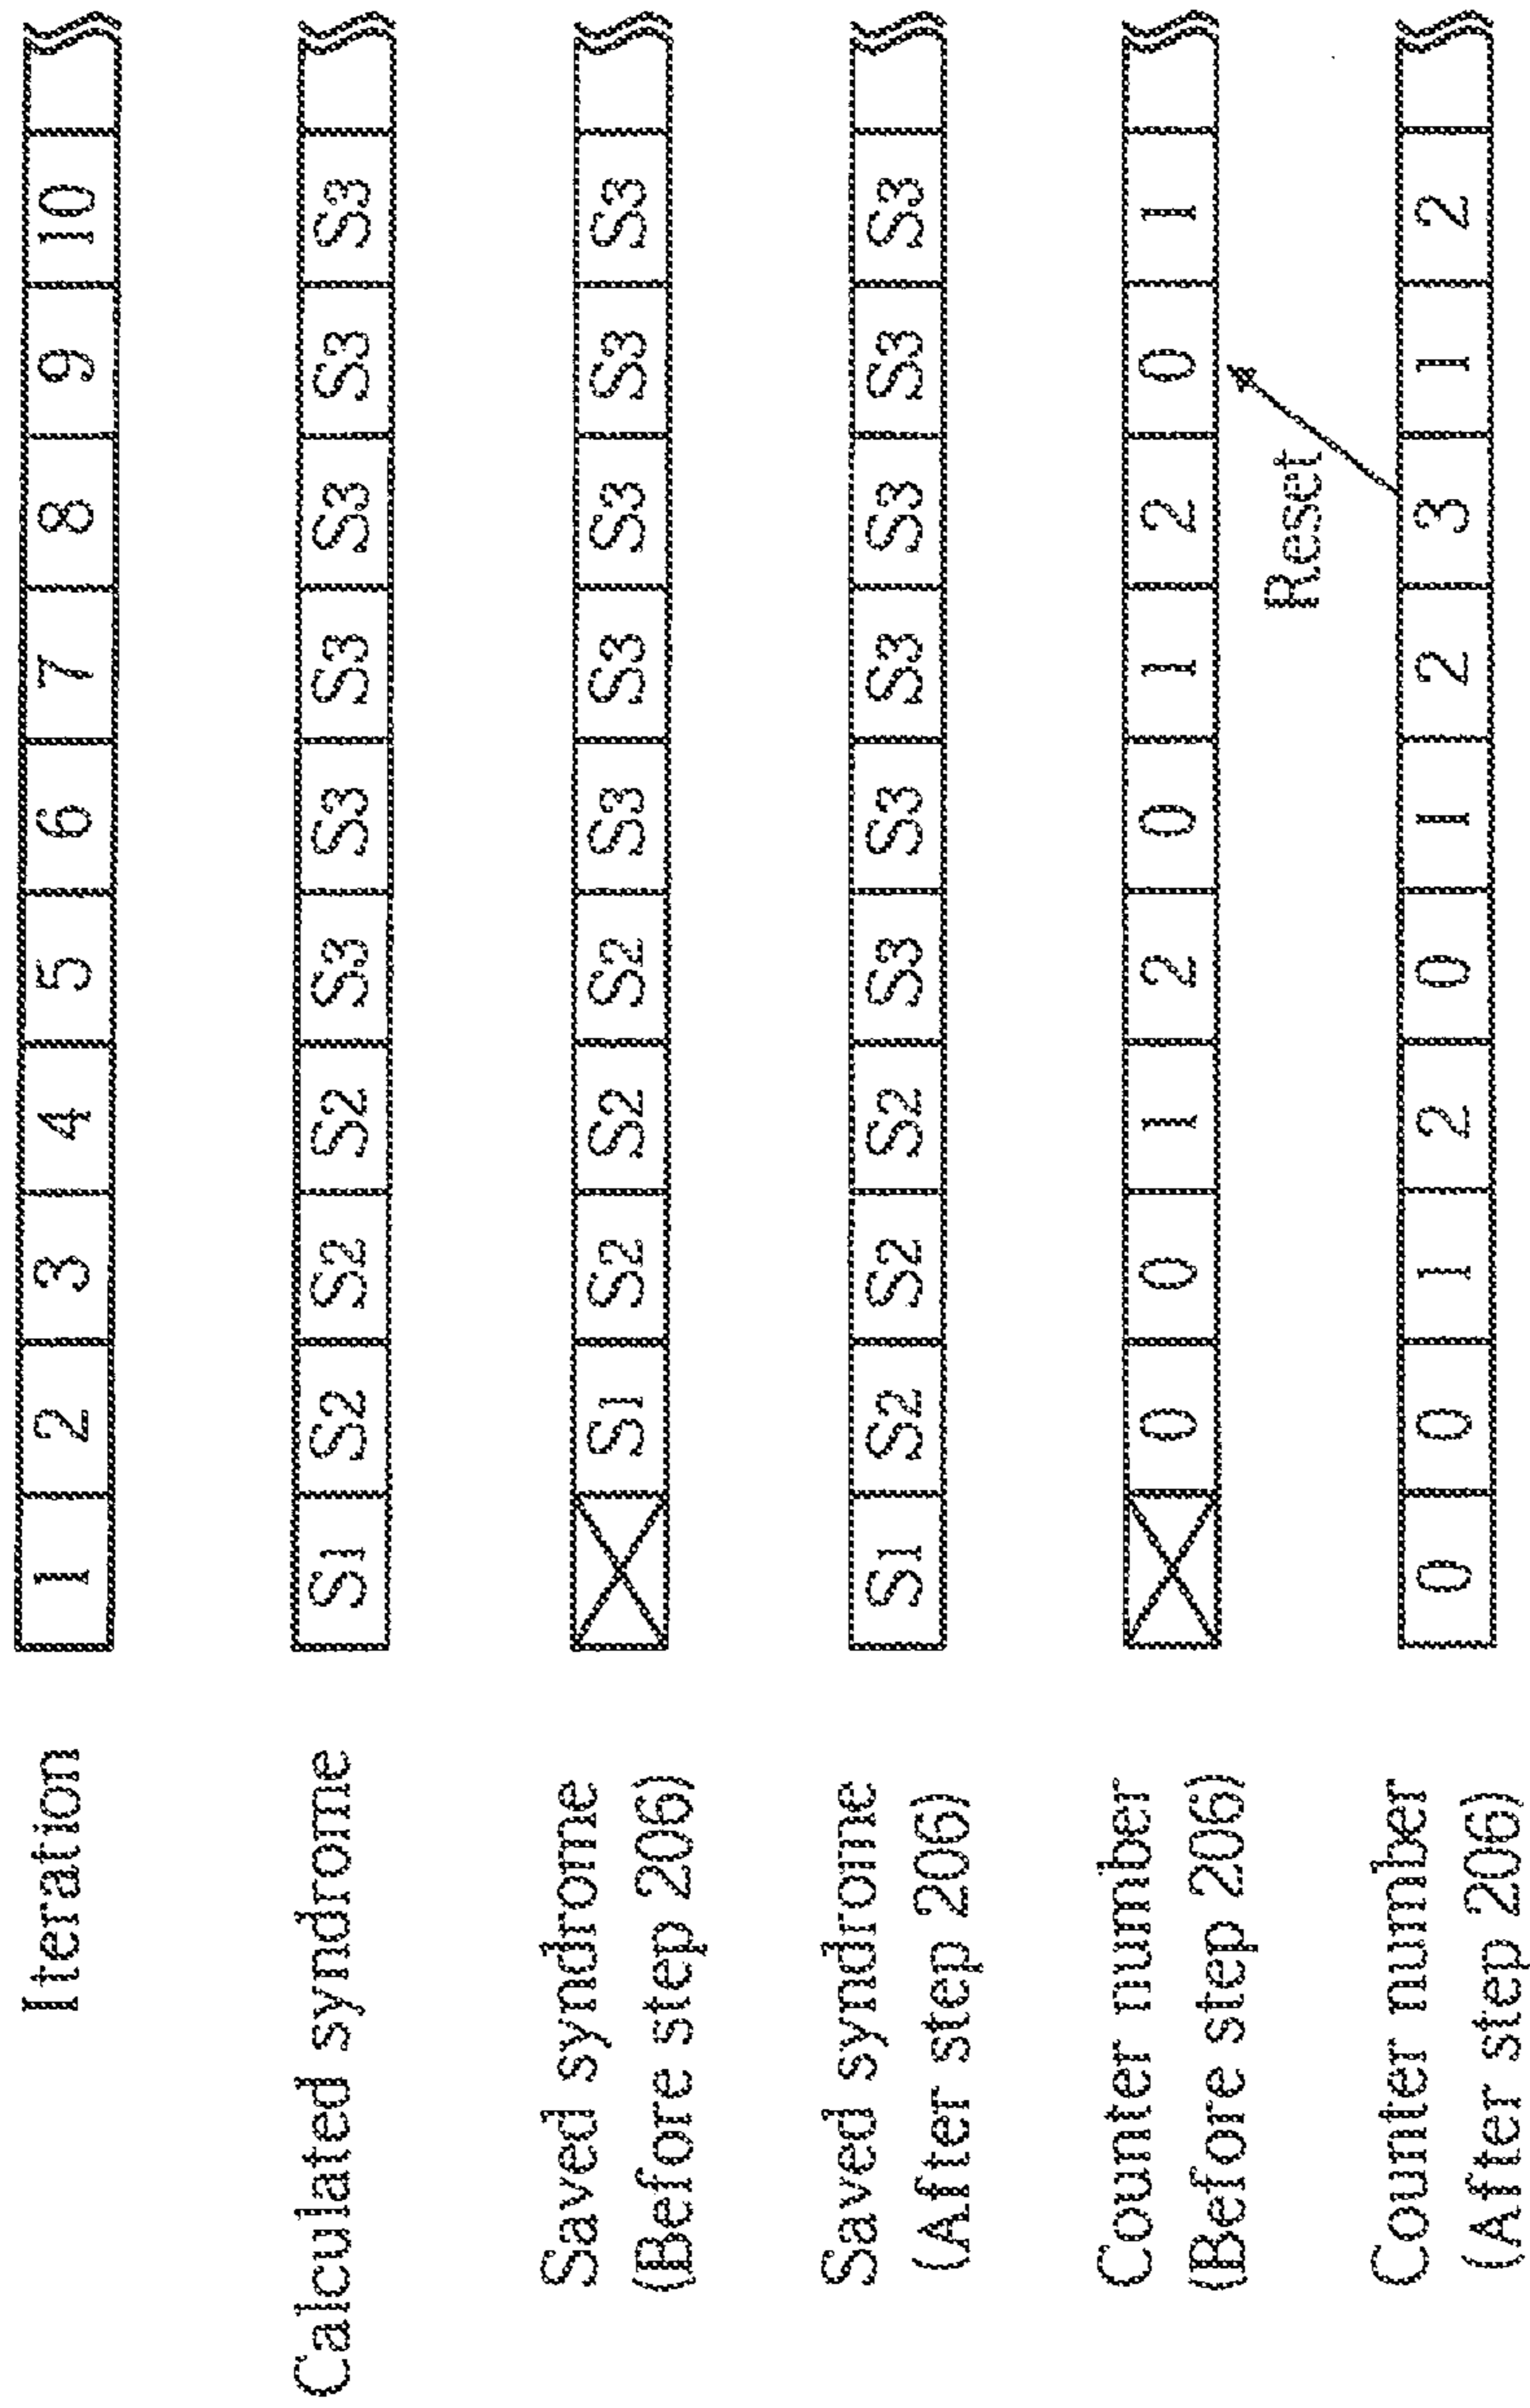 Iteration 1 2 3 4 5 6 7 8 9 10
Calculated syndrome S1 S2 S2 S2 S3 S3 S3 S3 S3 S3
Saved syndrome
(Before step 206) S1 S2 S2 S2 S3 S3 S3 S3 S3
Saved syndrome
(After step 206) S1 S2 S2 S2 S3 S3 S3 S3 S3 S3
Counter number
(Before step 206) 0 0 1 2 0 1 2 0 1
Reset
Counter number
(After step 206) 0 0 1 2 0 1 2 3 1 2